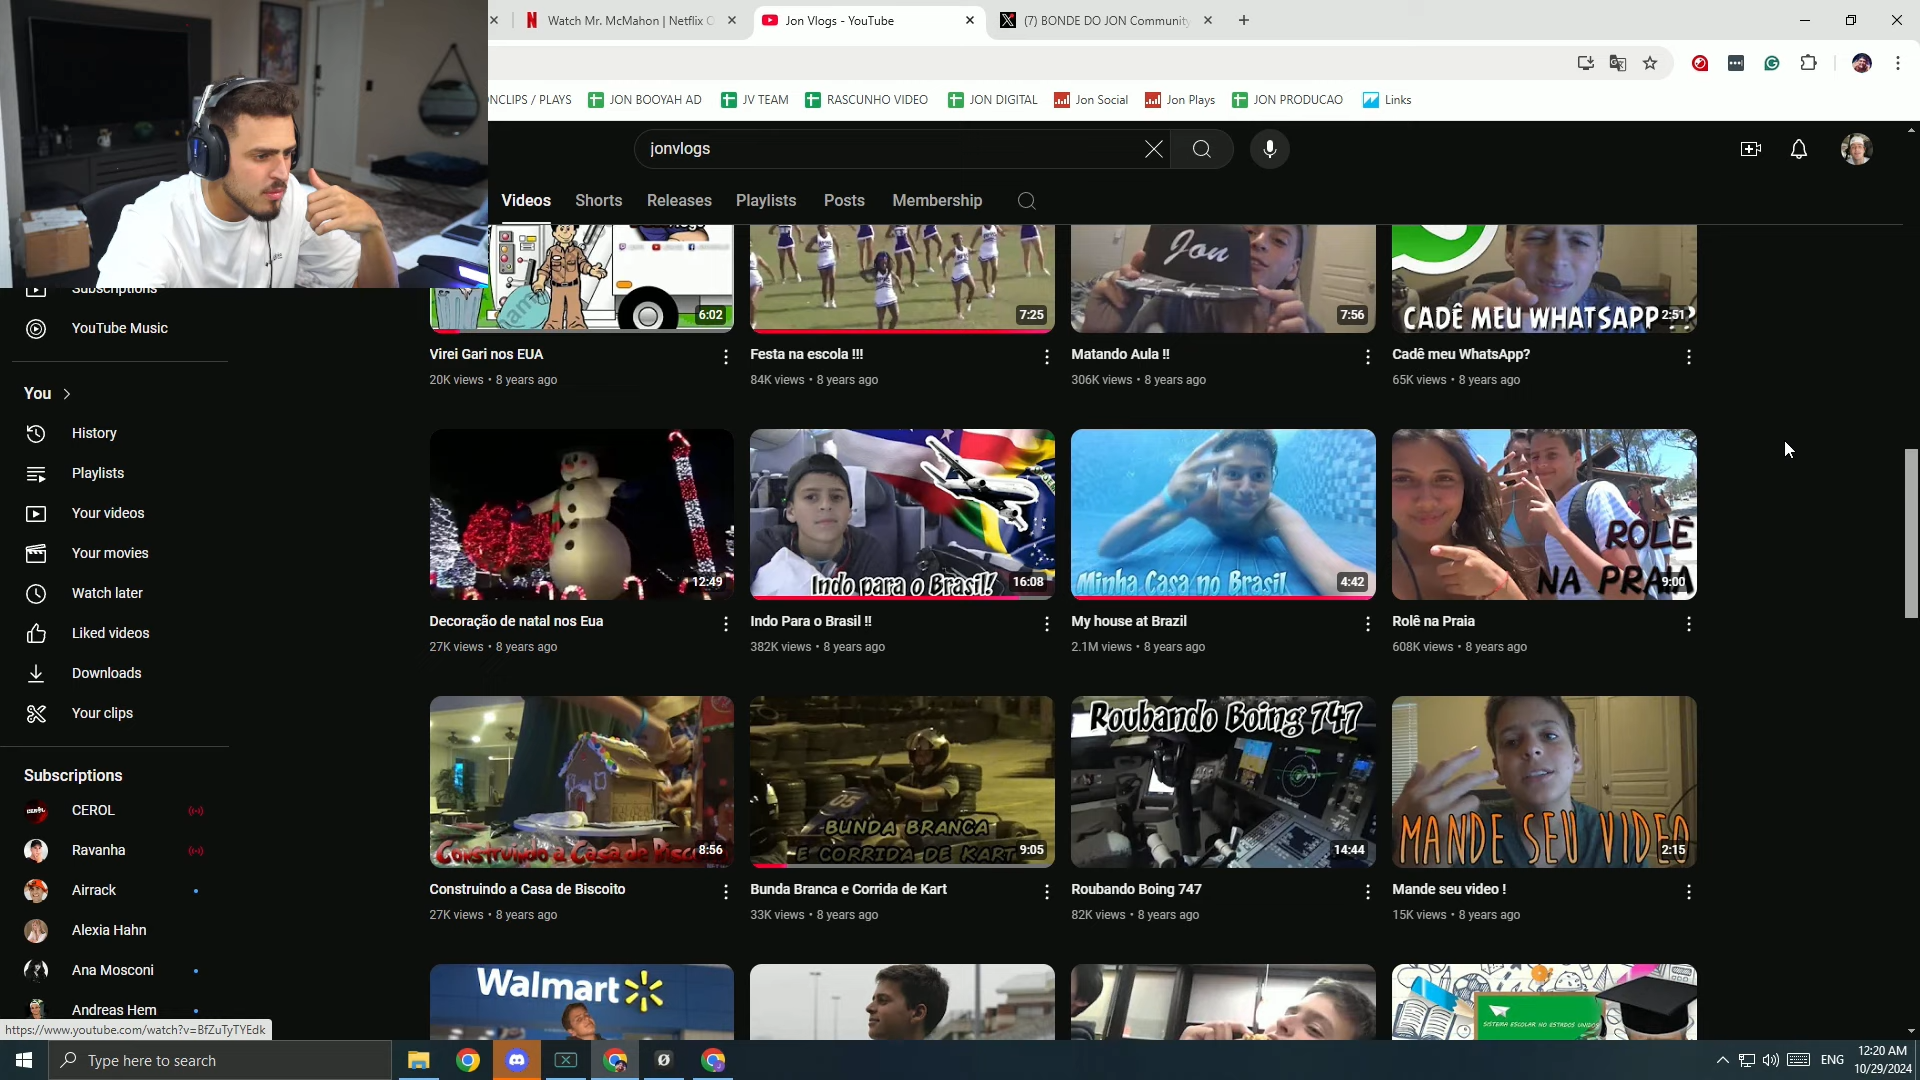 Watch Mr. McMahon | Netflix
Jon Vlogs - YouTube
(7) BONDE DO JON Community
NCLIPS / PLAYS
JON BOOYAH AD
JV TEAM
RASCUNHO VIDEO
JON DIGITAL
Jon Social
Jon Plays
JON PRODUCAO
Links
jonvlogs
Videos
Shorts
Releases
Playlists
Posts
Membership
Subscriptions
YouTube Music
You
History
Playlists
Your videos
Your movies
Watch later
Liked videos
Downloads
Your clips
Subscriptions
CEROL
Ravanha
Airrack
Alexia Hahn
Ana Mosconi
Andreas Hem
6:02
Virei Gari nos EUA
20K views • 8 years ago
7:25
Festa na escola !!!
84K views • 8 years ago
Jon
7:56
Matando Aula !!
306K views • 8 years ago
CADÊ MEU WHATSAPP??
2:51
Cadê meu WhatsApp?
65K views • 8 years ago
12:49
Decoração de natal nos Eua
27K views • 8 years ago
Indo para o Brasil!
16:08
Indo Para o Brasil !!
382K views • 8 years ago
Minha Casa no Brasil
4:42
My house at Brazil
2.1M views • 8 years ago
ROLÊ
NA PRAIA
9:00
Rolê na Praia
608K views • 8 years ago
Construindo a Casa de Bisco
8:56
Construindo a Casa de Biscoito
27K views • 8 years ago
05
BUNDA BRANCA
E CORRIDA DE KART
9:05
Bunda Branca e Corrida de Kart
33K views • 8 years ago
Roubando Boing 747
14:44
Roubando Boing 747
82K views • 8 years ago
MANDE SEU VIDEO
2:15
Mande seu video !
15K views • 8 years ago
Walmart
SISTEMA ESCOLAR NO ESTADOS UNIDOS
https://www.youtube.com/watch?v=BfZuTyTYEdk
Type here to search
ENG
12:20 AM
10/29/2024